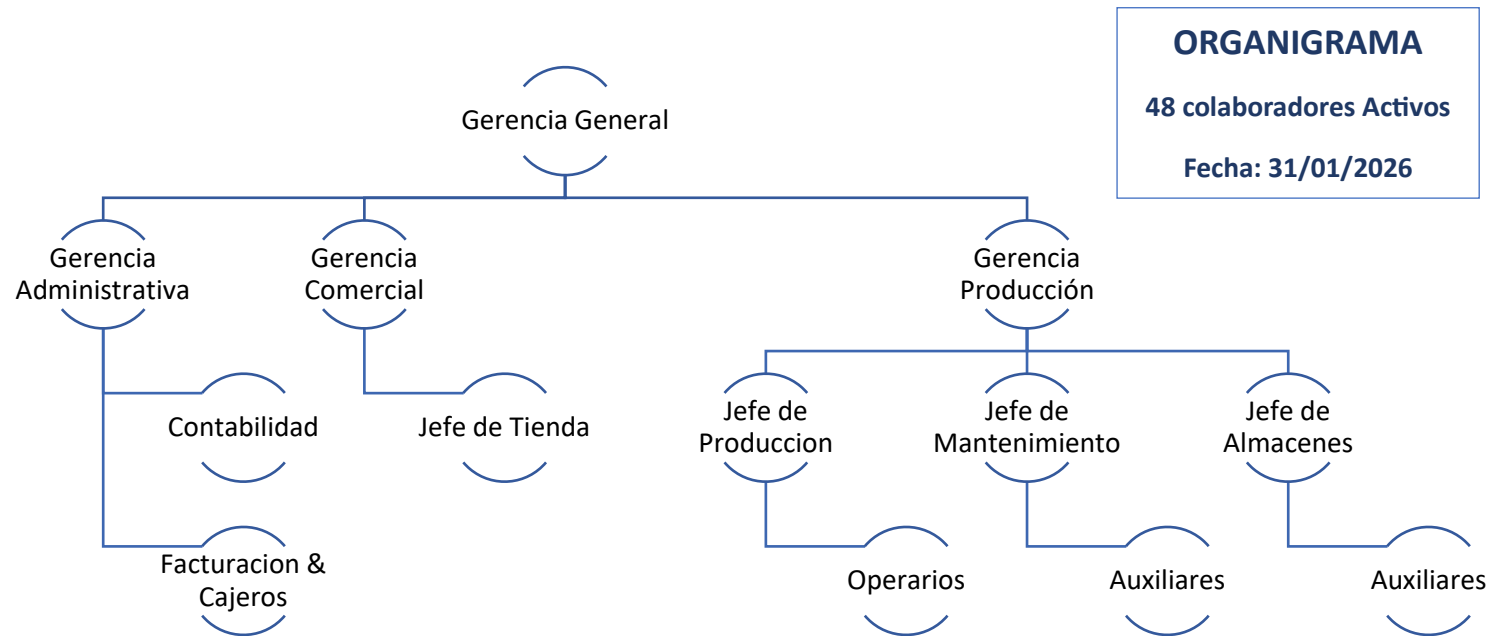 ORGANIGRAMA
48 colaboradores Activos
Fecha: 31/01/2026
Gerencia General
Gerencia
Administrativa
Gerencia
Comercial
Gerencia
Producción
Contabilidad
Jefe de Tienda
Jefe de
Produccion
Jefe de
Mantenimiento
Jefe de
Almacenes
Facturacion &
Cajeros
Operarios
Auxiliares
Auxiliares